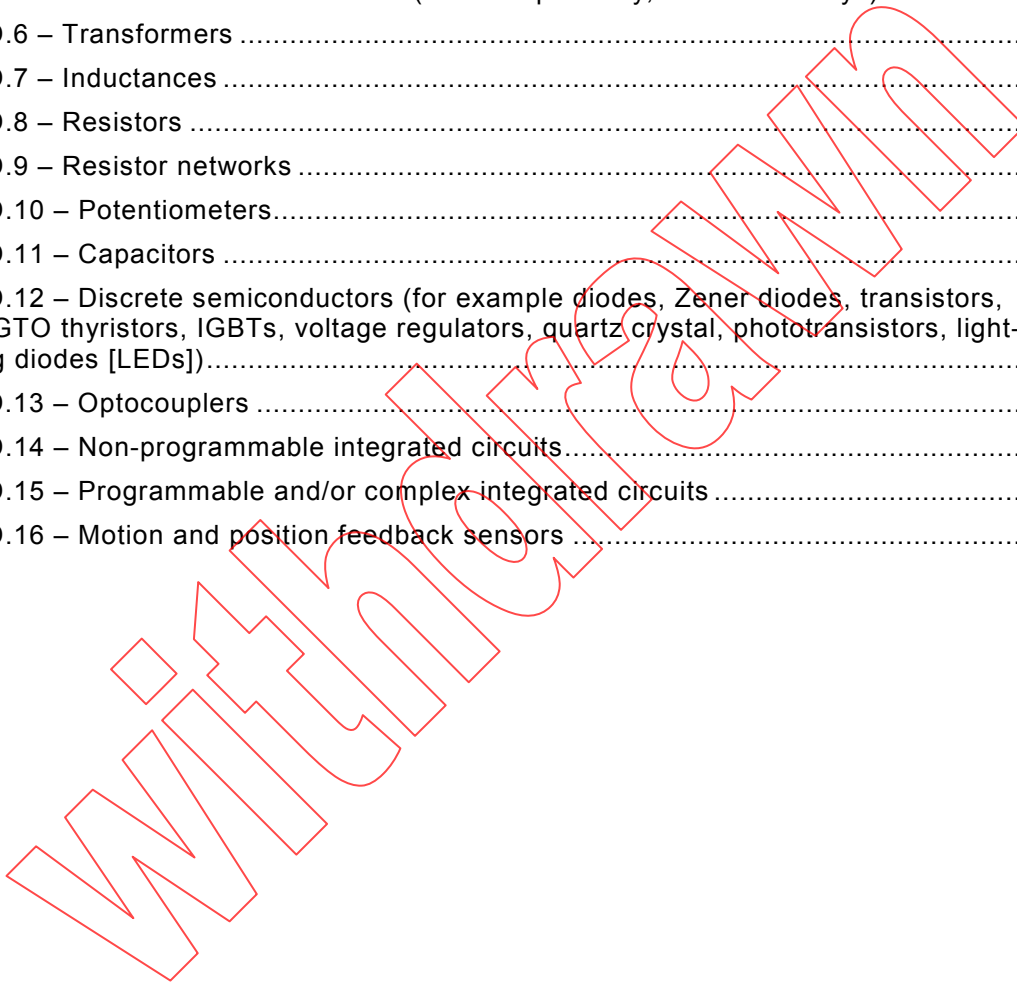 .6 – Transformers ................................................................................................
.7 – Inductances ................................................................................................
.8 – Resistors ................................................................................................
.9 – Resistor networks ................................................................................................
.10 – Potentiometers................................................................................................
.11 – Capacitors ................................................................................................
.12 – Discrete semiconductors (for example diodes, Zener diodes, transistors,
GTO thyristors, IGBTs, voltage regulators, quartz crystal, phototransistors, light-
g diodes [LEDs])................................................................................................
.13 – Optocouplers ................................................................................................
.14 – Non-programmable integrated circuits................................................................
.15 – Programmable and/or complex integrated circuits ................................................
.16 – Motion and position feedback sensors ................................................................
withdrawn